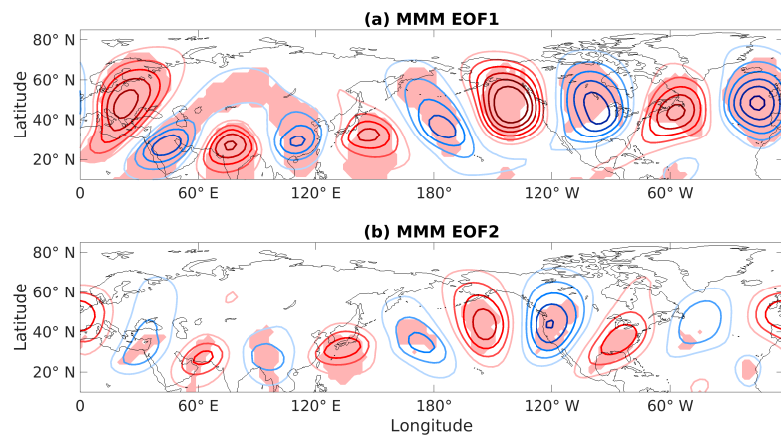 (a) MMM EOF1
80° N
60° N
40° N
20° N
Latitude
0 60° E 120° E 180° 120° W 60° W
(b) MMM EOF2
80° N
60° N
40° N
20° N
Latitude
0 60° E 120° E 180° 120° W 60° W
Longitude